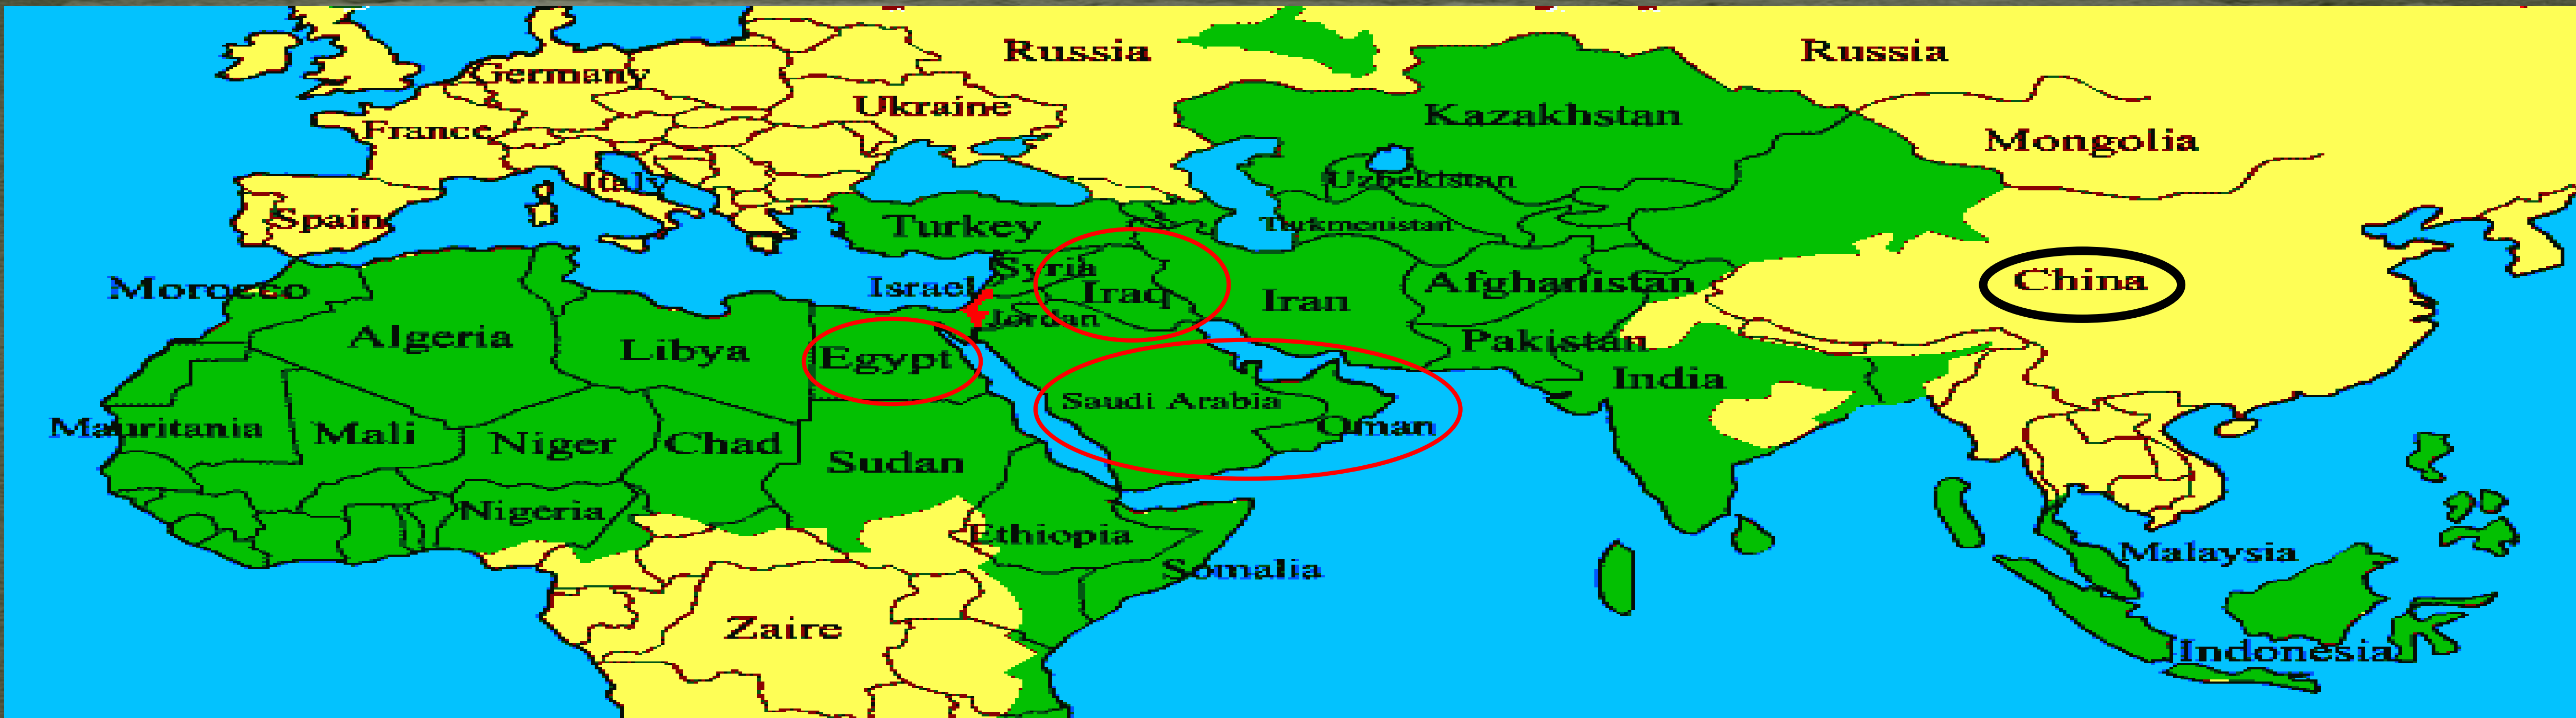 Russia
Russia
Germany
Ukraine
Kazakhstan
France
Mongolia
Italy
Uzbekistan
Spain
Turkey
Turkmenistan
Syria
China
Morocco
Israel
Iraq
Iran
Afghanistan
Jordan
Algeria
Libya
Egypt
Pakistan
India
Saudi Arabia
Oman
Mauritania
Mali
Niger
Chad
Sudan
Nigeria
Ethiopia
Somalia
Malaysia
Zaire
Indonesia